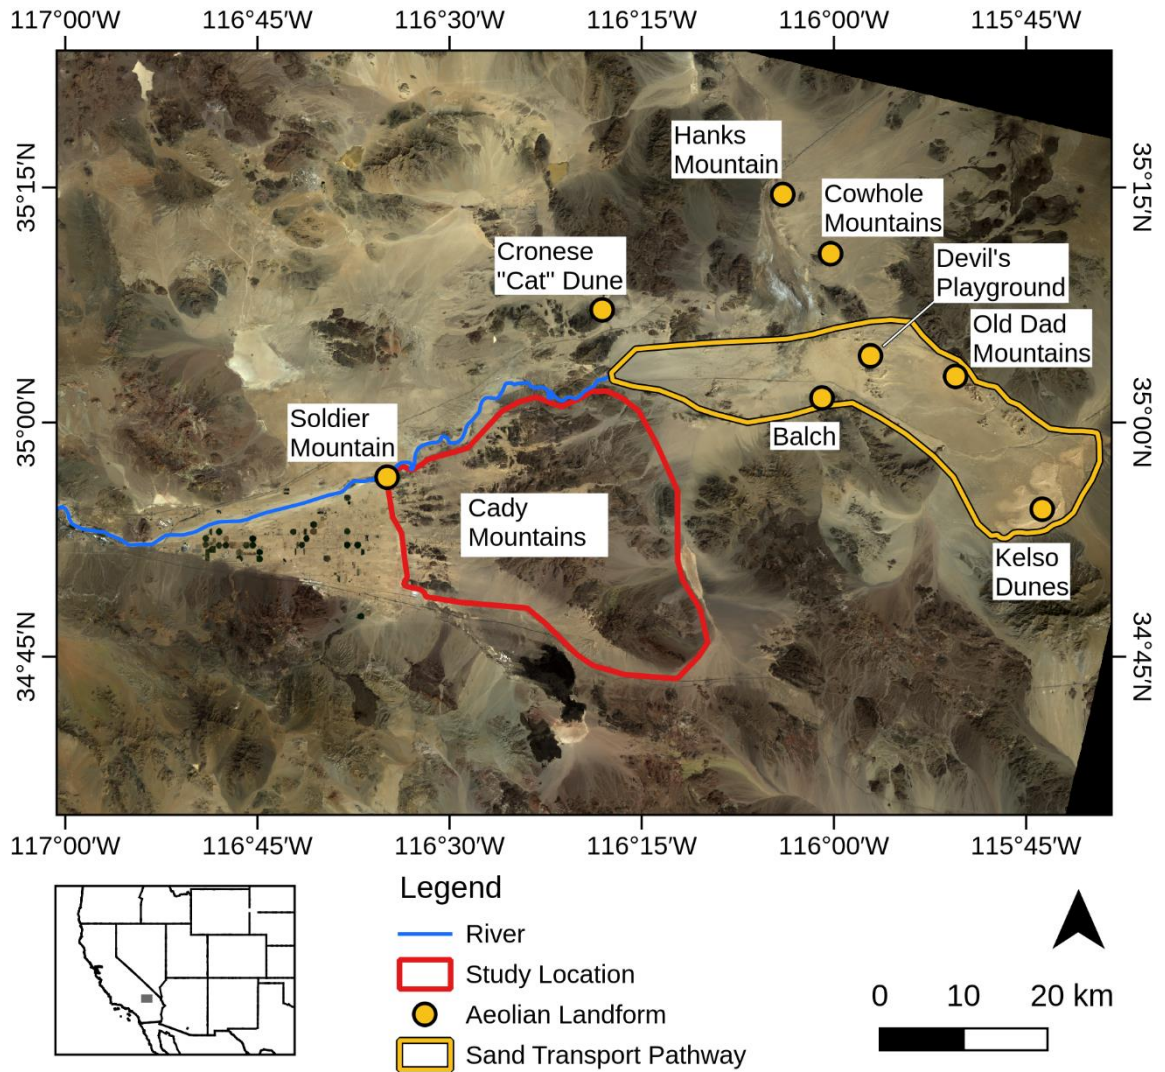 117°00′W 116°45′W 116°30′W 116°15′W 116°00′W 115°45′W
35°15′N
35°00′N
34°45′N
Hanks
Mountain
Cowhole
Mountains
Cronese
"Cat" Dune
Devil's
Playground
Old Dad
Mountains
Soldier
Mountain
Balch
Cady
Mountains
Kelso
Dunes
35°15′N
35°00′N
34°45′N
117°00′W 116°45′W 116°30′W 116°15′W 116°00′W 115°45′W
Legend
River
Study Location
Aeolian Landform
Sand Transport Pathway
0 10 20 km